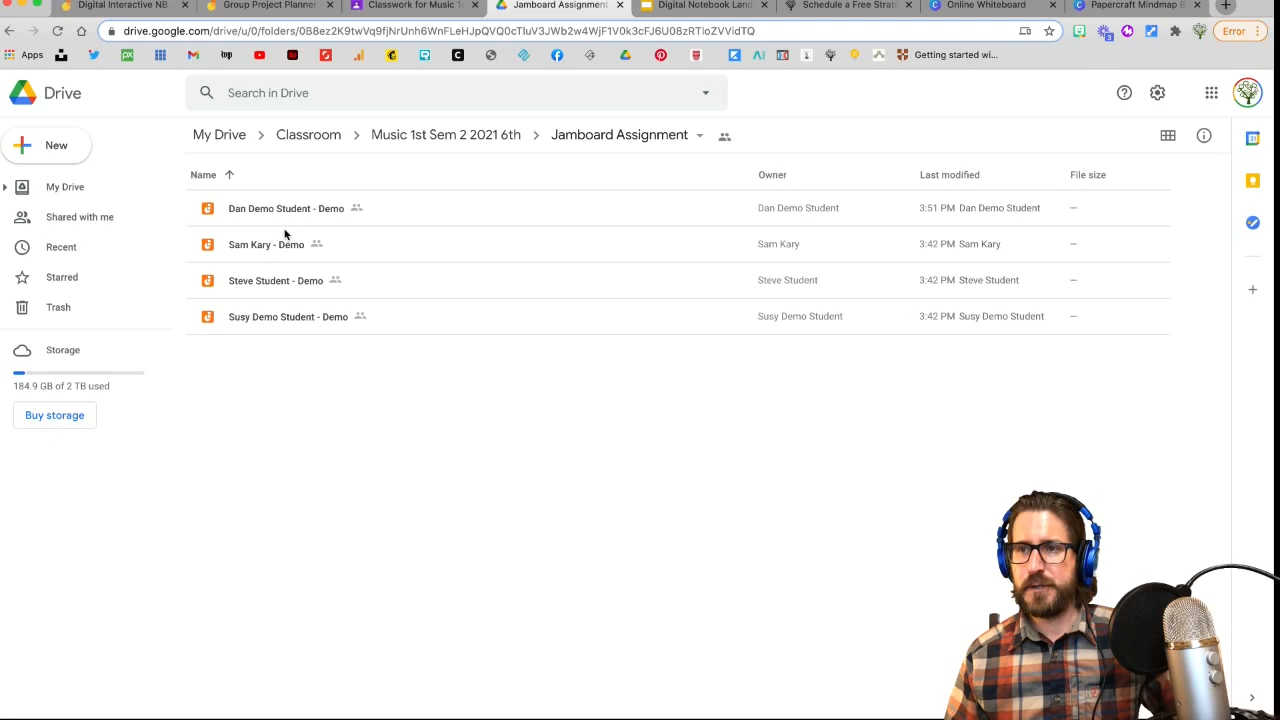 Digital Interactive NB
Group Project Planner
Classwork for Music 1
Jamboard Assignment
Digital Notebook Land
Schedule a Free Strat
Online Whiteboard
Papercraft Mindmap B
drive.google.com/drive/u/0/folders/0B8ez2K9twVq9fjNrUnh6WnFLeHJpQVQ0cTluV3JWb2w4WjF1V0k3cFJ6U08zRTloZVVidTQ
Error
Apps
Getting started wi...
Drive
Search in Drive
New
My Drive > Classroom > Music 1st Sem 2 2021 6th > Jamboard Assignment
Name Owner Last modified File size
My Drive
Shared with me
Recent
Starred
Trash
Storage
184.9 GB of 2 TB used
Buy storage
Dan Demo Student - Demo Dan Demo Student 3:51 PM Dan Demo Student —
Sam Kary - Demo Sam Kary 3:42 PM Sam Kary —
Steve Student - Demo Steve Student 3:42 PM Steve Student —
Susy Demo Student - Demo Susy Demo Student 3:42 PM Susy Demo Student —